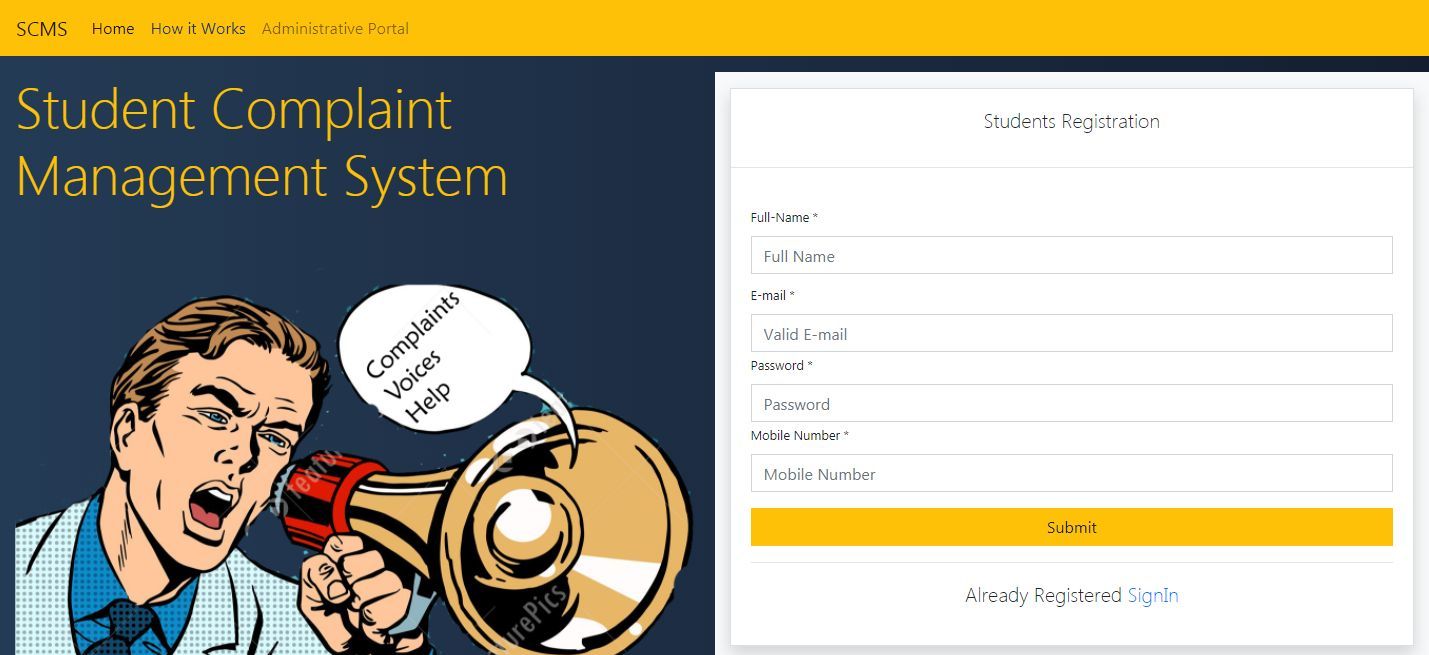 SCMS Home How it Works Administrative Portal
Student Complaint
Management System
Complaints
Voices
Help
Students Registration
Full-Name *
Full Name
E-mail *
Valid E-mail
Password *
Password
Mobile Number *
Mobile Number
Submit
Already Registered SignIn